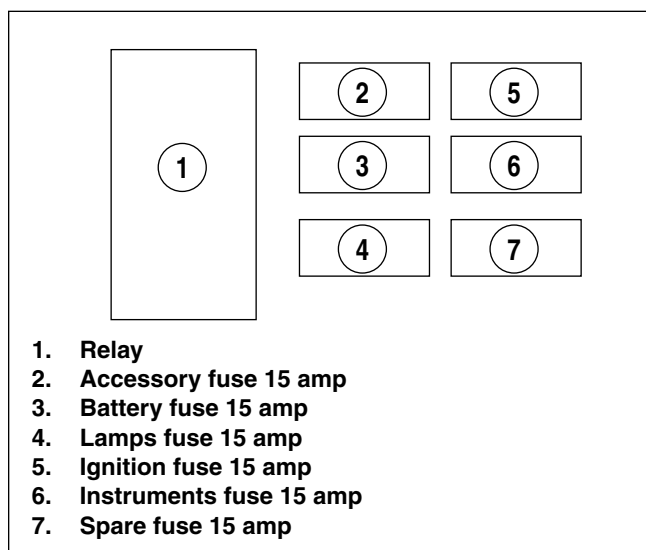 1
2
5
3
6
4
7
1. Relay
2. Accessory fuse 15 amp
3. Battery fuse 15 amp
4. Lamps fuse 15 amp
5. Ignition fuse 15 amp
6. Instruments fuse 15 amp
7. Spare fuse 15 amp